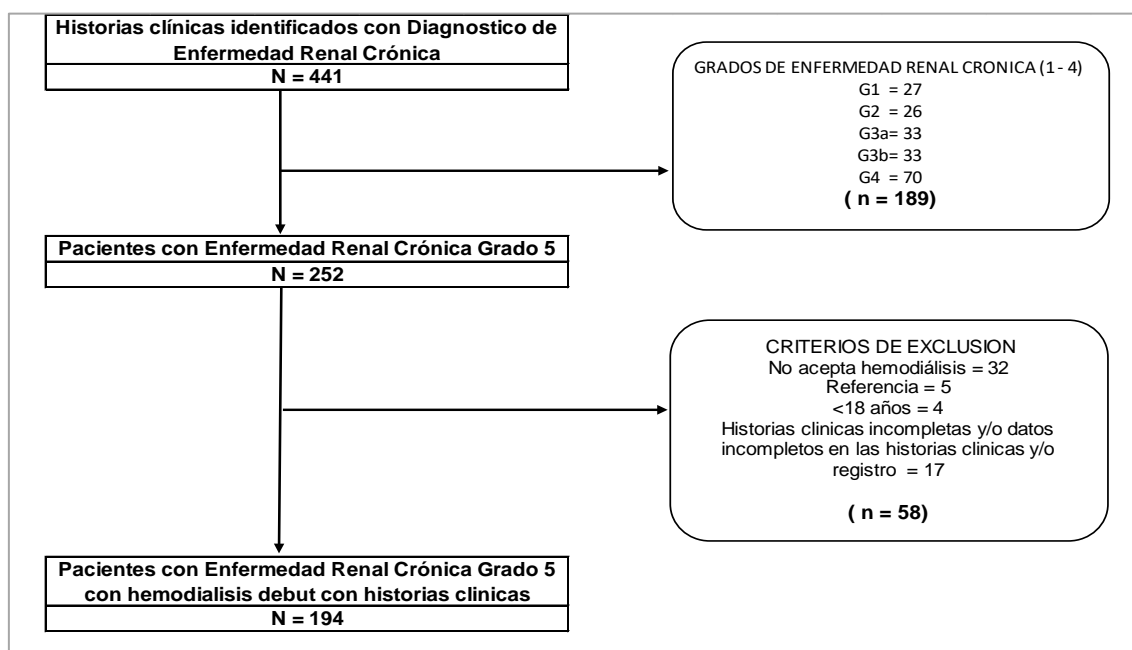 Historias clínicas identificados con Diagnostico de
Enfermedad Renal Crónica
N = 441
GRADOS DE ENFERMEDAD RENAL CRONICA (1 - 4)
G1 = 27
G2 = 26
G3a= 33
G3b= 33
G4 = 70
( n = 189)
Pacientes con Enfermedad Renal Crónica Grado 5
N = 252
CRITERIOS DE EXCLUSION
No acepta hemodiálisis = 32
Referencia = 5
<18 años = 4
Historias clinicas incompletas y/o datos
incompletos en las historias clinicas y/o
registro = 17
( n = 58)
Pacientes con Enfermedad Renal Crónica Grado 5
con hemodialisis debut con historias clinicas
N = 194